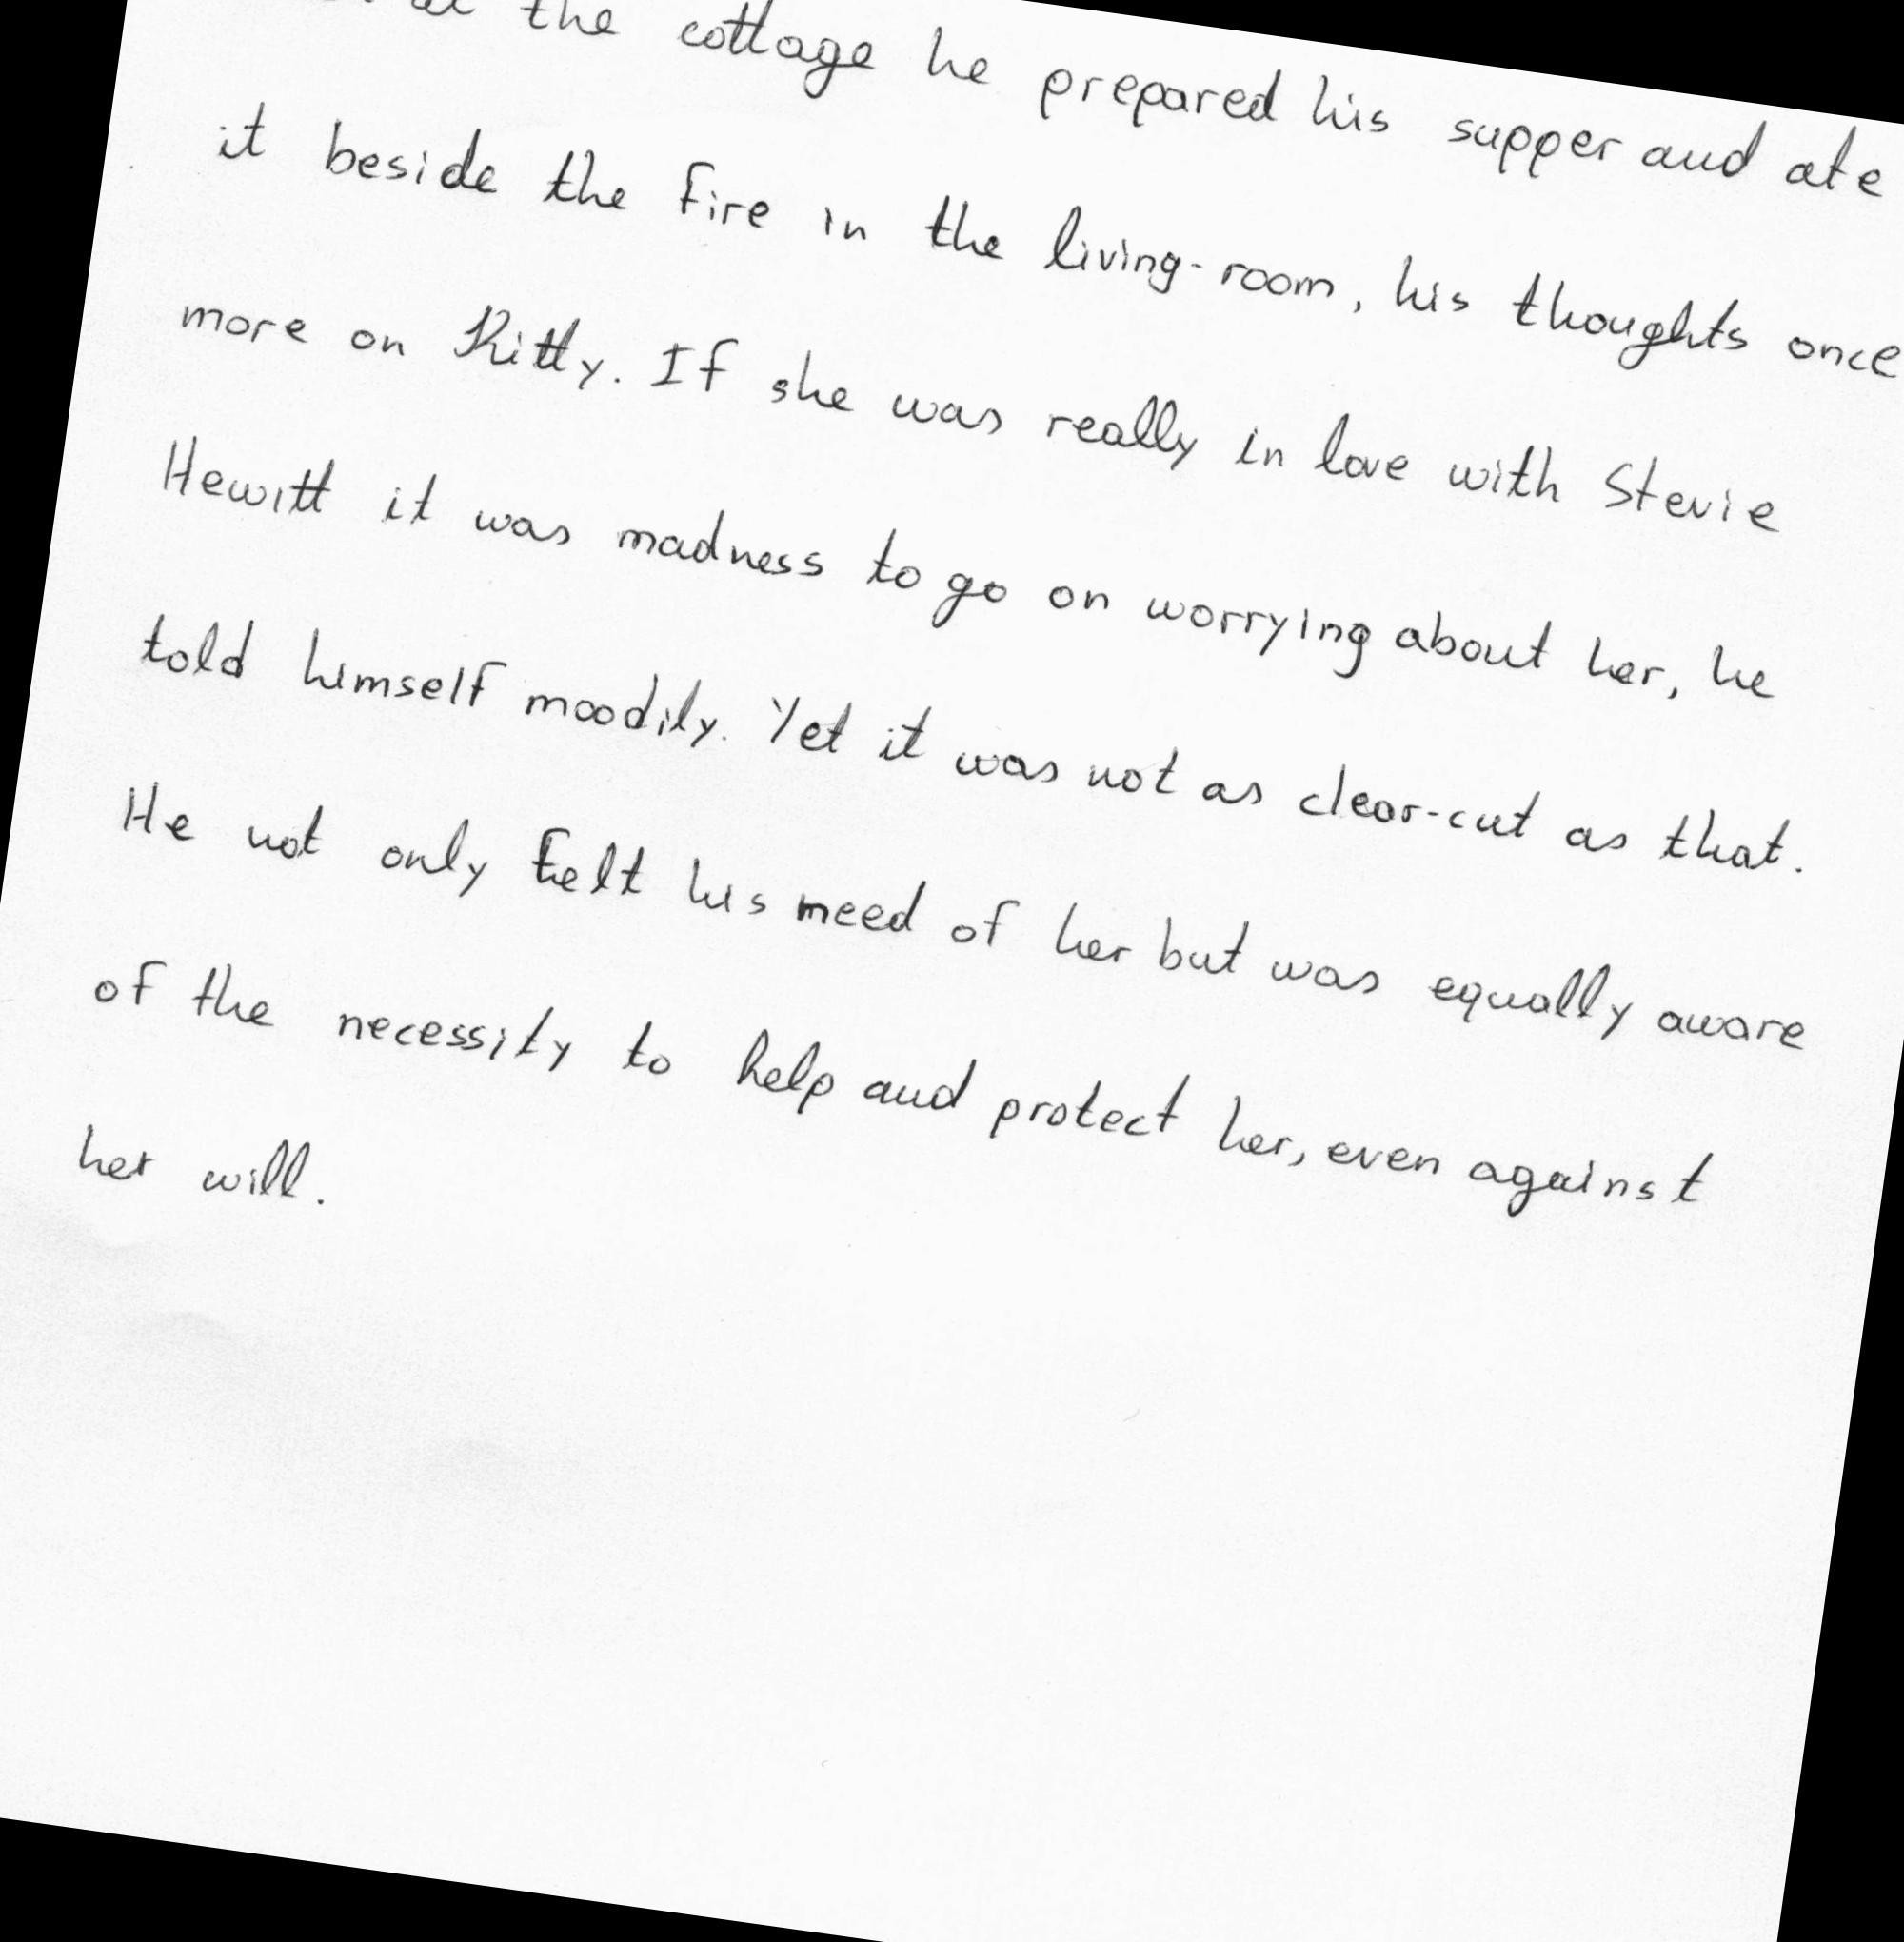 the cottage he prepared his supper and ate
it beside the fire in the living-room, his thoughts once
more on Kitty. If she was really in love with Stevie
Hewitt it was madness to go on worrying about her, he
told himself moodily. Yet it was not as clear-cut as that.
He not only felt his need of her but was equally aware
of the necessity to help and protect her, even against
her will.